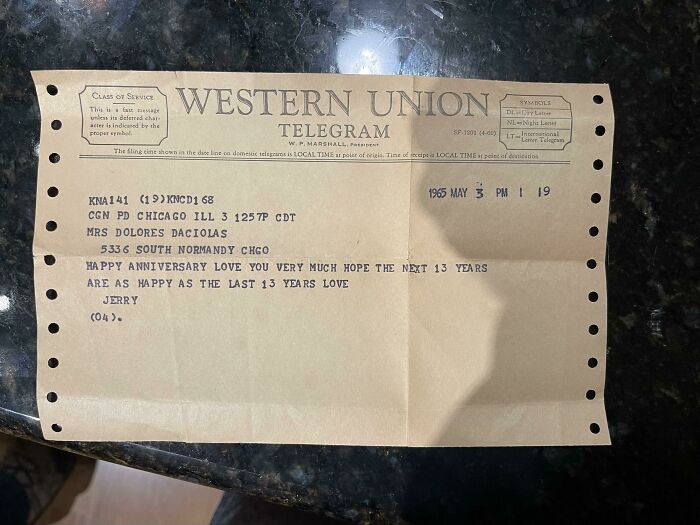 CLASS OF SERVICE
This is a fast message
unless its deferred char-
acter is indicated by the
proper symbol.
WESTERN UNION
TELEGRAM
W. P. MARSHALL, PRESIDENT
SF-1201 (4-60)
SYMBOLS
DL=Day Letter
NL=Night Letter
LT=International Letter Telegram
The filing time shown in the date line on domestic telegrams is LOCAL TIME at point of origin. Time of receipt is LOCAL TIME at point of destination
1965 MAY 3 PM 1 19
KNA141 (19)KNCD168
CGN PD CHICAGO ILL 3 1257P CDT
MRS DOLORES DACIOLAS
5336 SOUTH NORMANDY CHGO
HAPPY ANNIVERSARY LOVE YOU VERY MUCH HOPE THE NEXT 13 YEARS
ARE AS HAPPY AS THE LAST 13 YEARS LOVE
JERRY
(04).